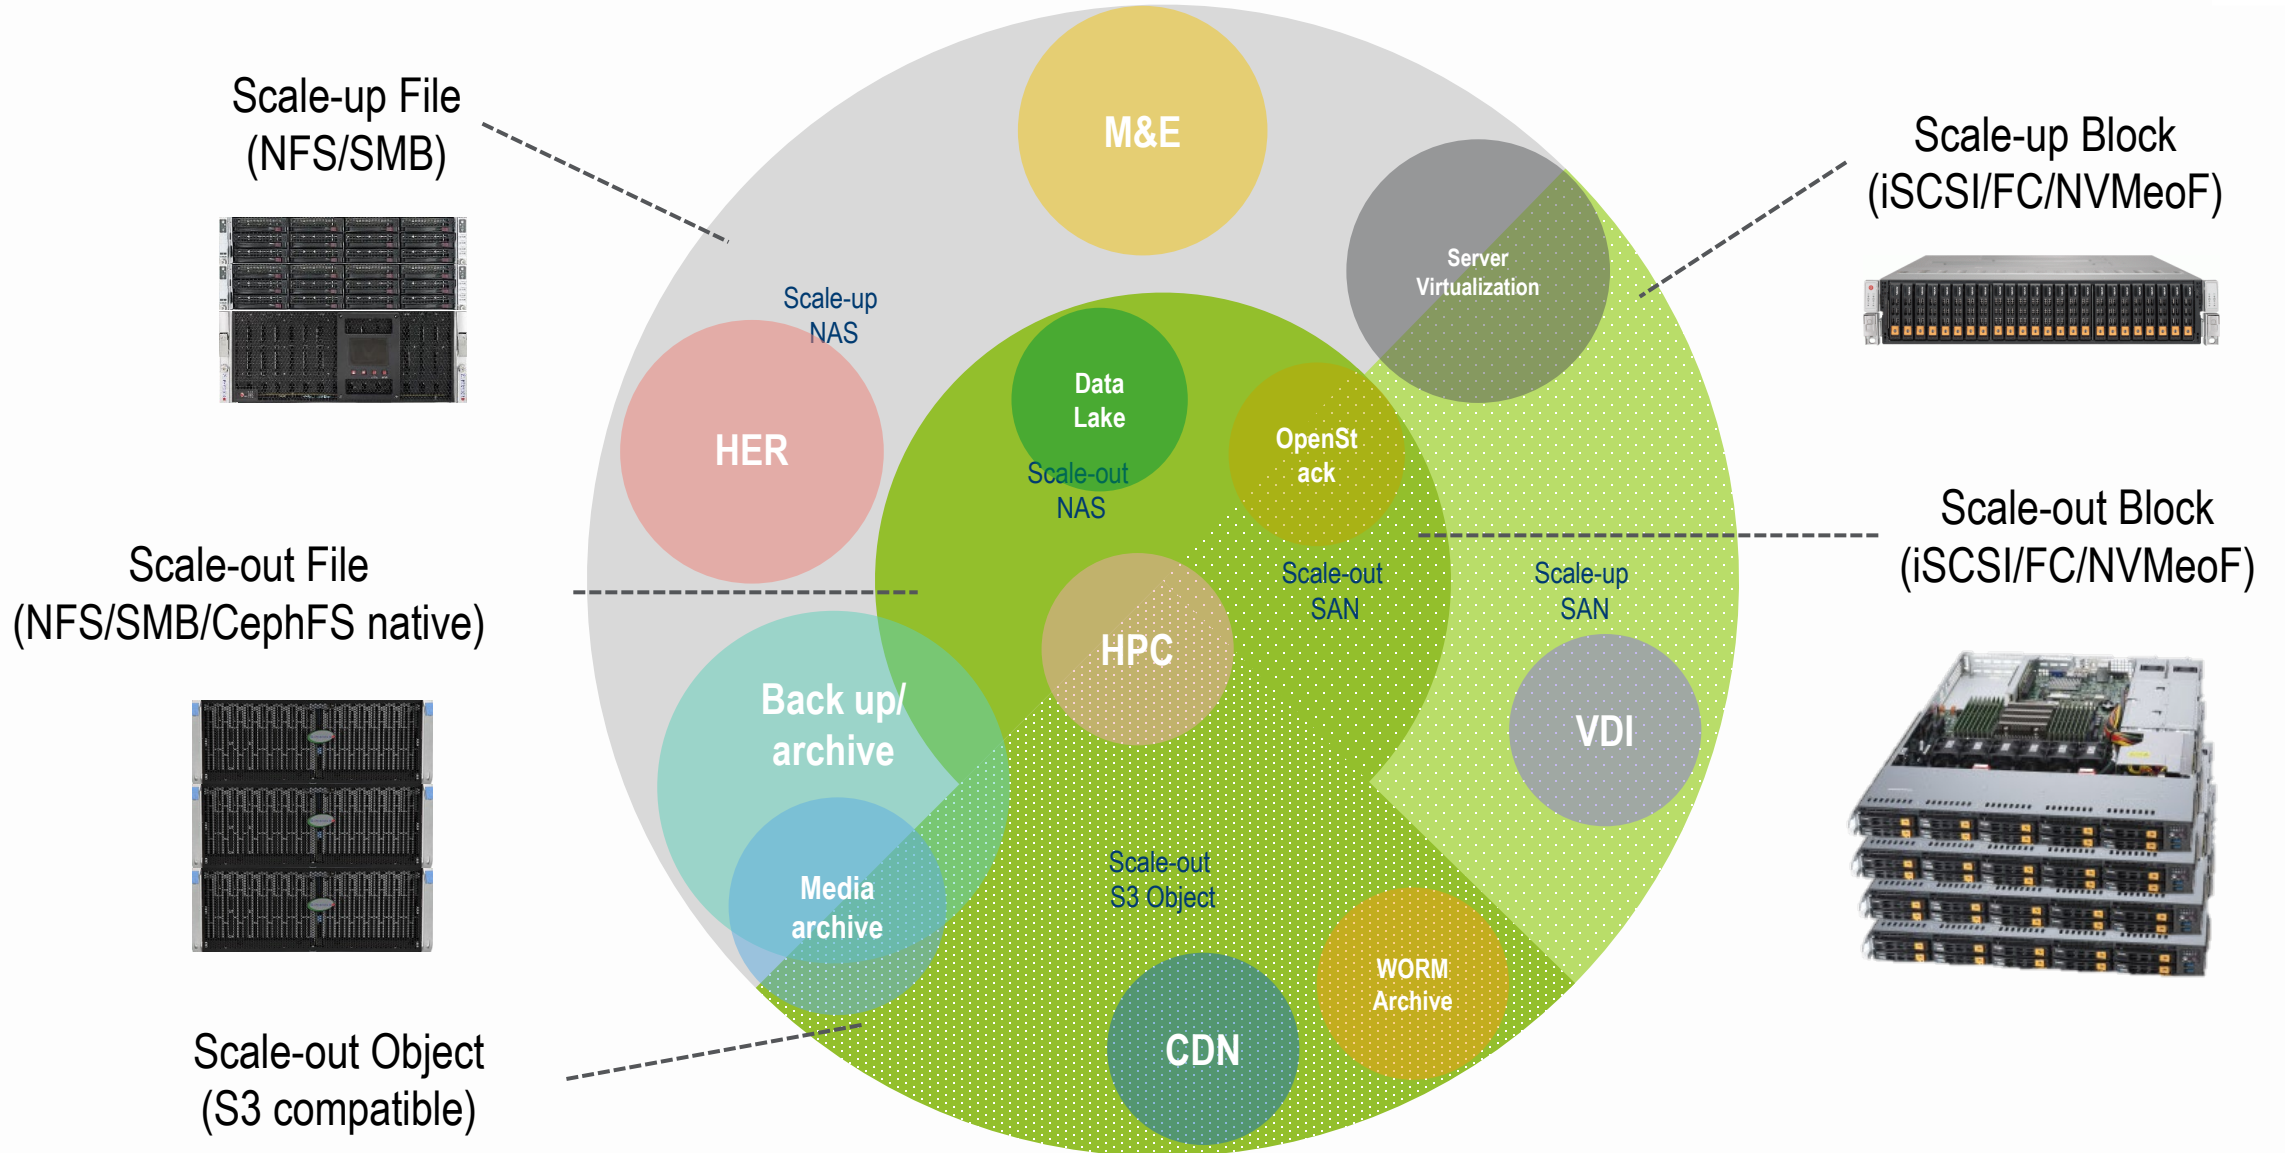 Scale-up File
(NFS/SMB)
M&E
Scale-up Block
(iSCSI/FC/NVMeoF)
Server
Virtualization
Scale-up
NAS
HER
Data
Lake
OpenSt
ack
Scale-out
NAS
Scale-out Block
(iSCSI/FC/NVMeoF)
Scale-out File
(NFS/SMB/CephFS native)
Scale-out
SAN
Scale-up
SAN
HPC
Back up/
archive
VDI
Media
archive
Scale-out
S3 Object
WORM
Archive
CDN
Scale-out Object
(S3 compatible)